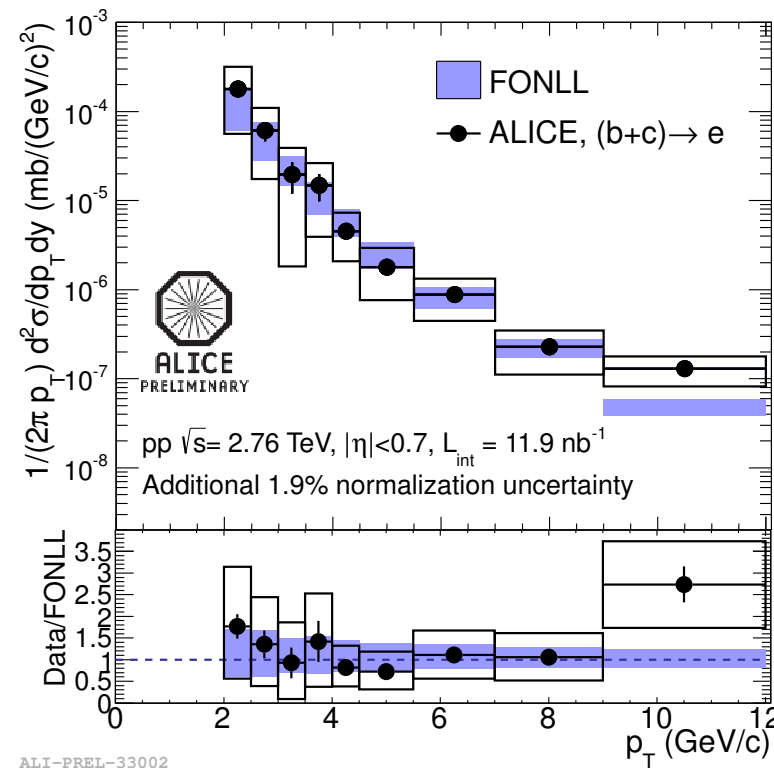 10⁻³
10⁻⁴
10⁻⁵
10⁻⁶
10⁻⁷
10⁻⁸
1/(2π p_T) d²σ/dp_T dy (mb/(GeV/c)²)
FONLL
ALICE, (b+c)→ e
ALICE
PRELIMINARY
pp √s= 2.76 TeV, |η|<0.7, L_int = 11.9 nb⁻¹
Additional 1.9% normalization uncertainty
Data/FONLL
3.5
3
2.5
2
1.5
1
0.5
0
0 2 4 6 8 10 12
p_T (GeV/c)
ALI-PREL-33002